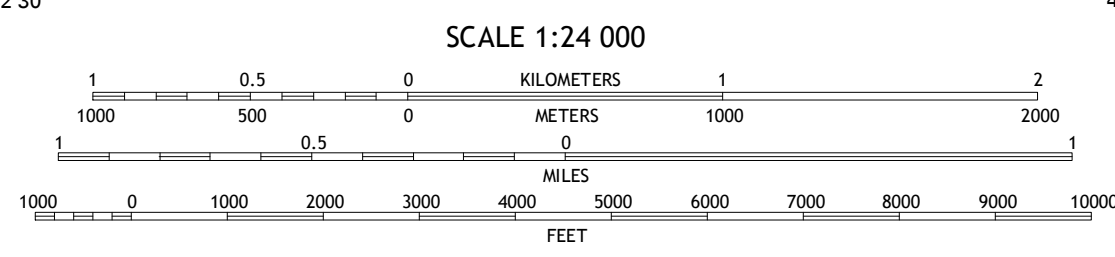 2 30
4
SCALE 1:24 000
1 0.5 0 KILOMETERS 1 2
1000 500 0 METERS 1000 2000
1 0.5 0 1
MILES
1000 0 1000 2000 3000 4000 5000 6000 7000 8000 9000 10000
FEET